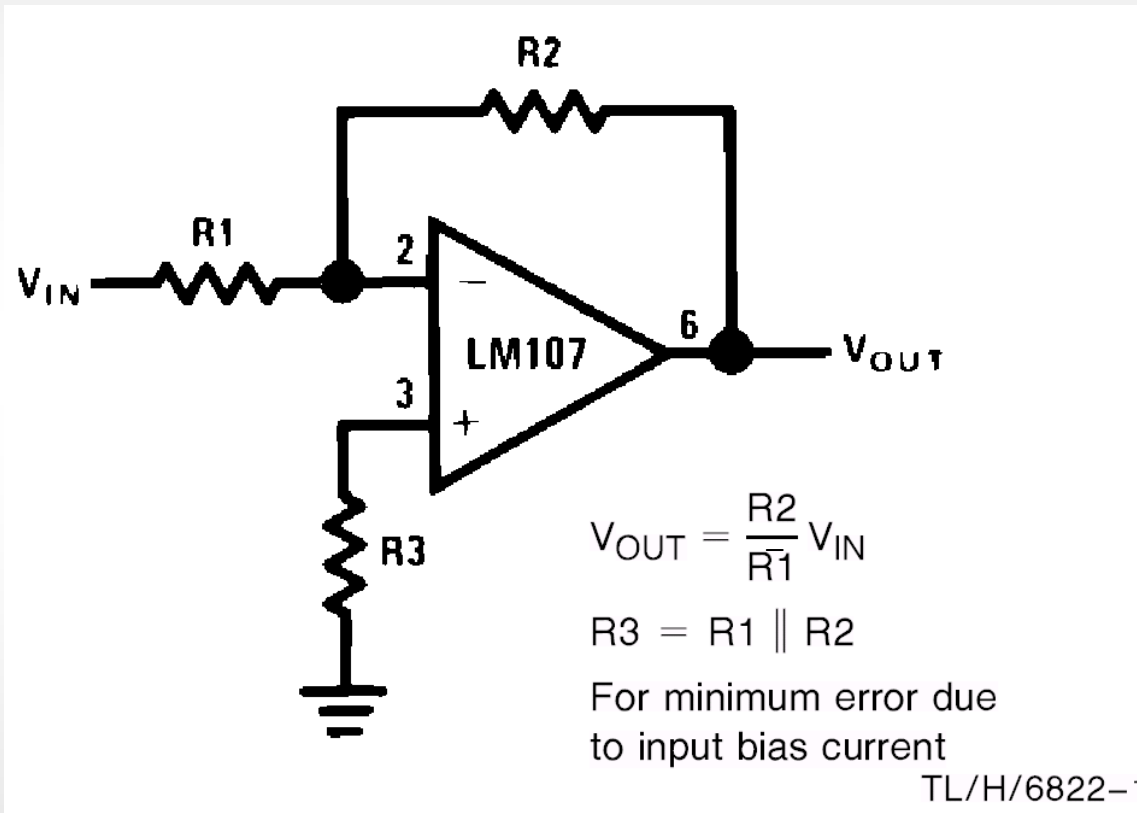 R2
R1
VIN
2
−
LM107
6
VOUT
3
+
R3
VOUT = R2/R1 VIN
R3 = R1 ∥ R2
For minimum error due
to input bias current
TL/H/6822–